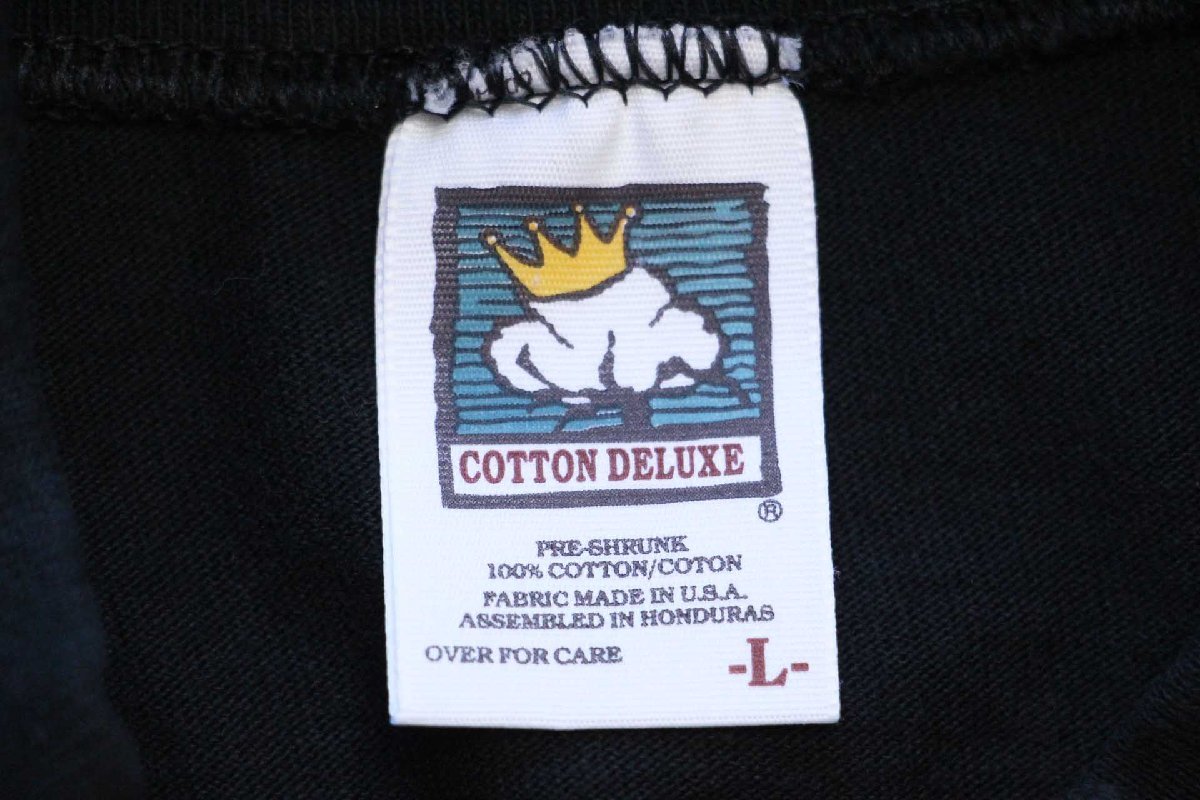 COTTON DELUXE
®
PRE-SHRUNK
100% COTTON/COTON
FABRIC MADE IN U.S.A.
ASSEMBLED IN HONDURAS
OVER FOR CARE
-L-